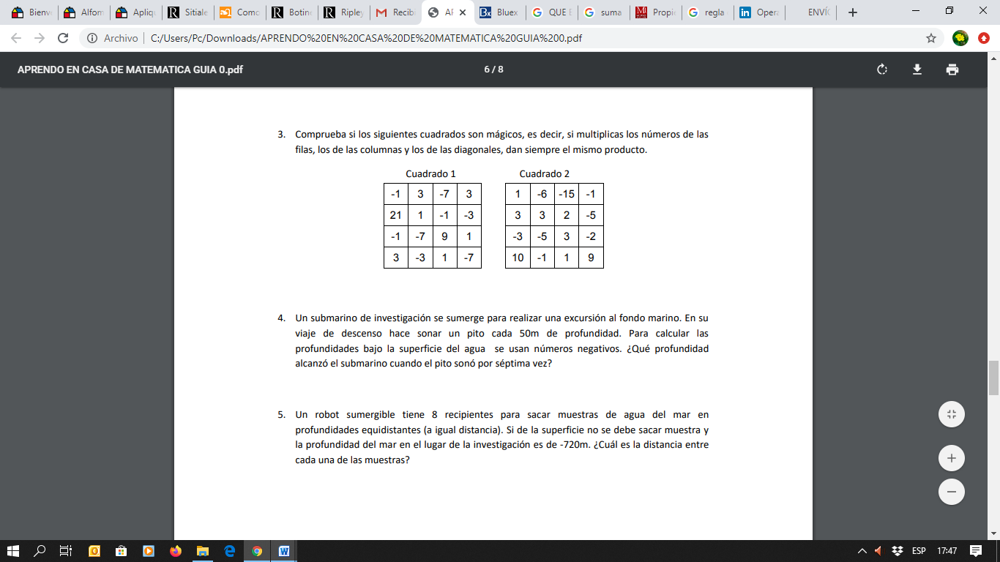 Bienve Alfom Apliqu Sitiale Como Botine Ripley Recib AF Bluex QUE E suma Propie regla Opera ENVÍO
Archivo C:/Users/Pc/Downloads/APRENDO%20EN%20CASA%20DE%20MATEMATICA%20GUIA%200.pdf
APRENDO EN CASA DE MATEMATICA GUIA 0.pdf 6 / 8
3. Comprueba si los siguientes cuadrados son mágicos, es decir, si multiplicas los números de las
filas, los de las columnas y los de las diagonales, dan siempre el mismo producto.
Cuadrado 1 Cuadrado 2
-1 3 -7 3 1 -6 -15 -1
21 1 -1 -3 3 3 2 -5
-1 -7 9 1 -3 -5 3 -2
3 -3 1 -7 10 -1 1 9
4. Un submarino de investigación se sumerge para realizar una excursión al fondo marino. En su
viaje de descenso hace sonar un pito cada 50m de profundidad. Para calcular las
profundidades bajo la superficie del agua se usan números negativos. ¿Qué profundidad
alcanzó el submarino cuando el pito sonó por séptima vez?
5. Un robot sumergible tiene 8 recipientes para sacar muestras de agua del mar en
profundidades equidistantes (a igual distancia). Si de la superficie no se debe sacar muestra y
la profundidad del mar en el lugar de la investigación es de -720m. ¿Cuál es la distancia entre
cada una de las muestras?
ESP 17:47